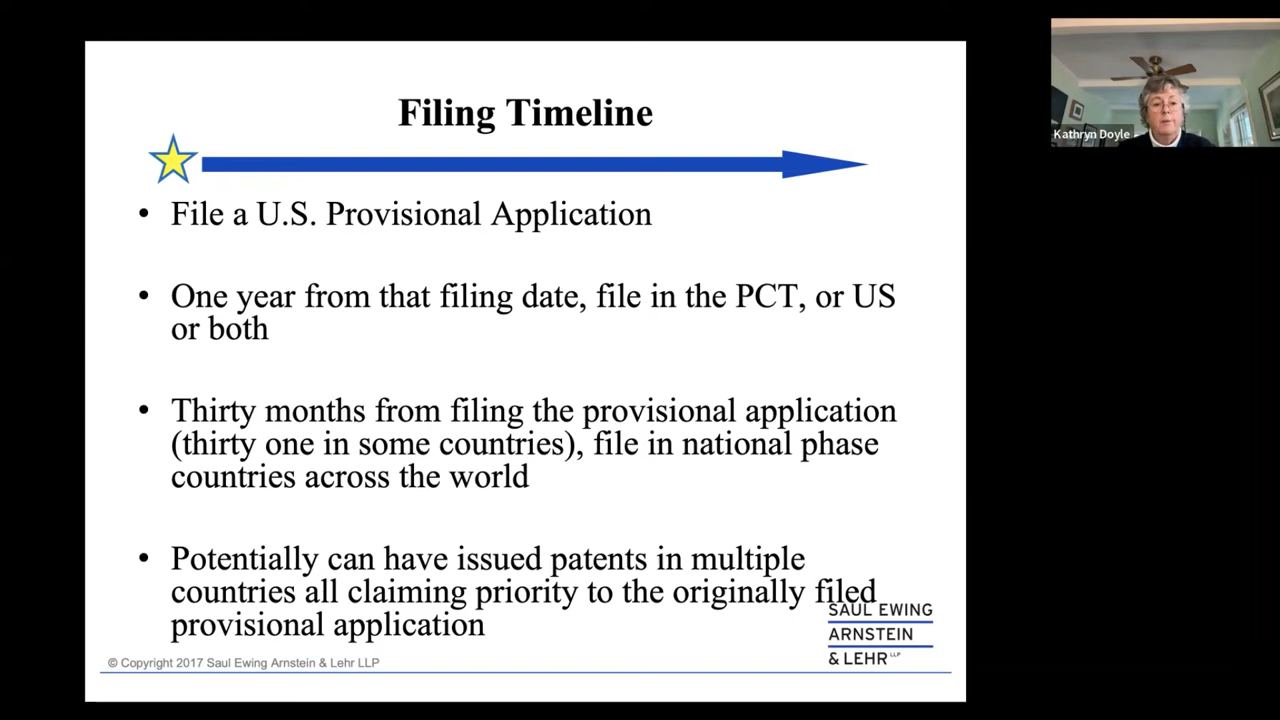 Filing Timeline
• File a U.S. Provisional Application
• One year from that filing date, file in the PCT, or US
or both
• Thirty months from filing the provisional application
(thirty one in some countries), file in national phase
countries across the world
• Potentially can have issued patents in multiple
countries all claiming priority to the originally filed
provisional application
SAUL EWING
ARNSTEIN
& LEHR LLP
© Copyright 2017 Saul Ewing Arnstein & Lehr LLP
Kathryn Doyle